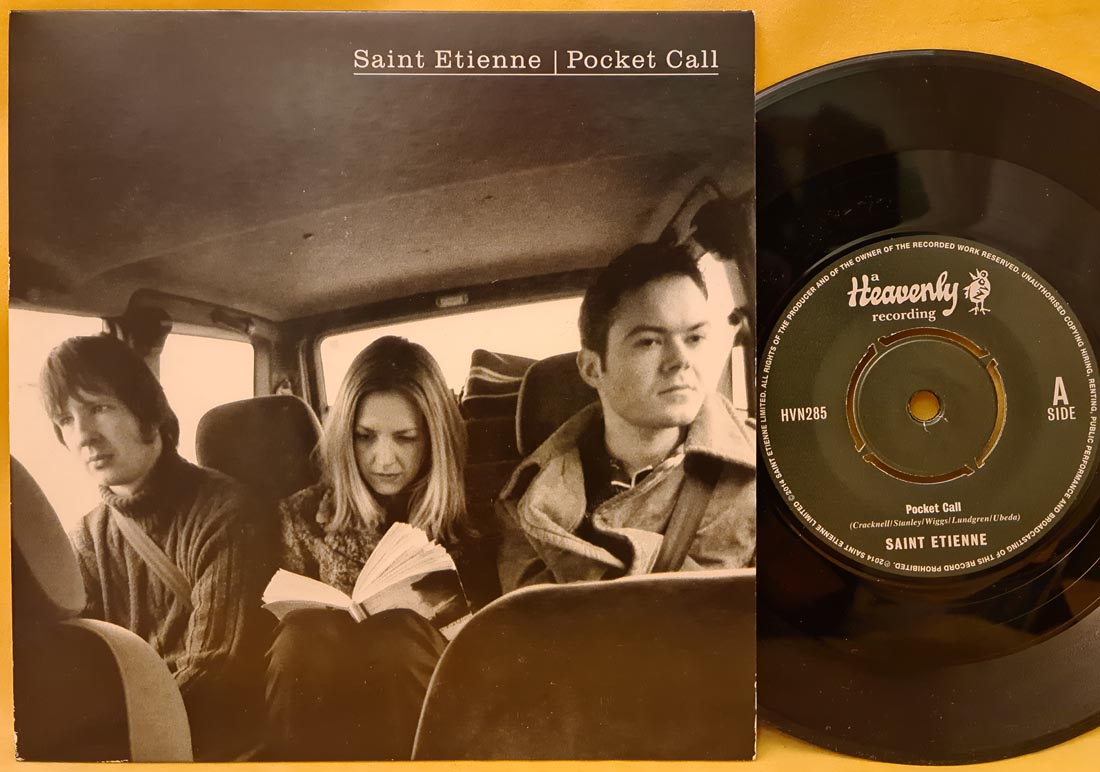 Saint Etienne | Pocket Call
ALL RIGHTS OF THE PRODUCER AND OF THE OWNER OF THE RECORDED WORK RESERVED. UNAUTHORISED COPYING HIRING, RENTING, PUBLIC PERFORMANCE AND BROADCASTING OF THIS RECORD PROHIBITED. ℗ 2014 SAINT ETIENNE LIMITED © 2014 SAINT ETIENNE LIMITED.
a
Heavenly
recording
HVN285
A
SIDE
Pocket Call
(Cracknell/Stanley/Wiggs/Lundgren/Ubeda)
SAINT ETIENNE